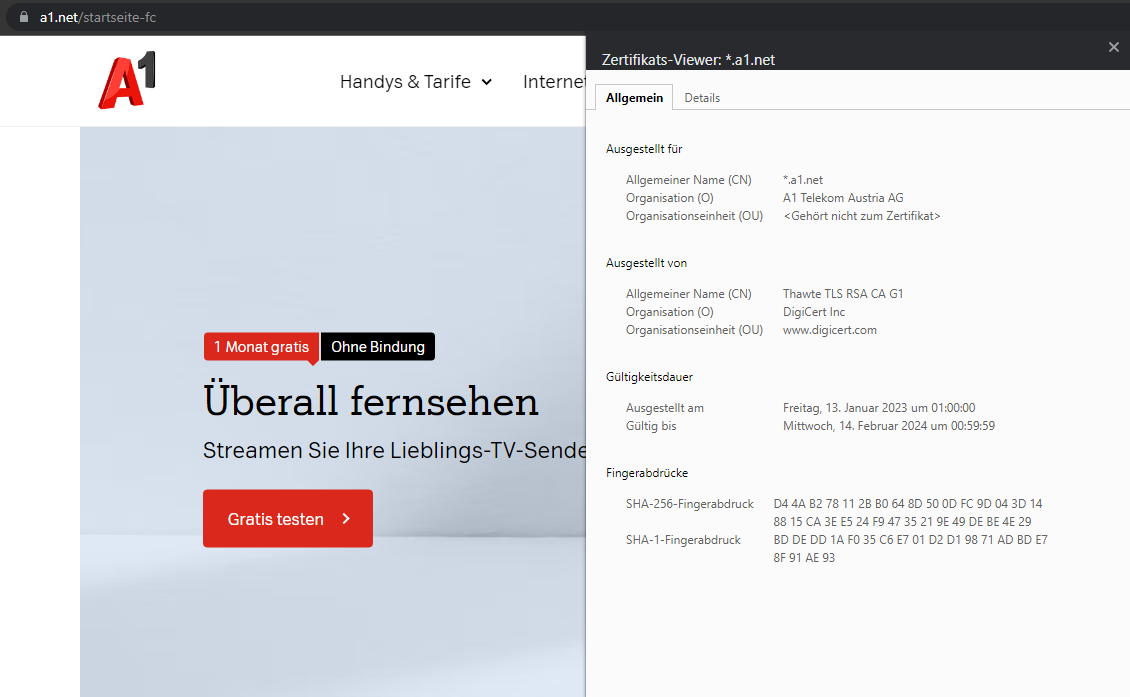 a1.net/startseite-fc
A1
Handys & Tarife
Internet
1 Monat gratis
Ohne Bindung
Überall fernsehen
Streamen Sie Ihre Lieblings-TV-Sende
Gratis testen
Zertifikats-Viewer: *.a1.net
Allgemein Details
Ausgestellt für
Allgemeiner Name (CN) *.a1.net
Organisation (O) A1 Telekom Austria AG
Organisationseinheit (OU) <Gehört nicht zum Zertifikat>
Ausgestellt von
Allgemeiner Name (CN) Thawte TLS RSA CA G1
Organisation (O) DigiCert Inc
Organisationseinheit (OU) www.digicert.com
Gültigkeitsdauer
Ausgestellt am Freitag, 13. Januar 2023 um 01:00:00
Gültig bis Mittwoch, 14. Februar 2024 um 00:59:59
Fingerabdrücke
SHA-256-Fingerabdruck D4 4A B2 78 11 2B B0 64 8D 50 0D FC 9D 04 3D 14
88 15 CA 3E E5 24 F9 47 35 21 9E 49 DE BE 4E 29
SHA-1-Fingerabdruck BD DE DD 1A F0 35 C6 E7 01 D2 D1 98 71 AD BD E7
8F 91 AE 93